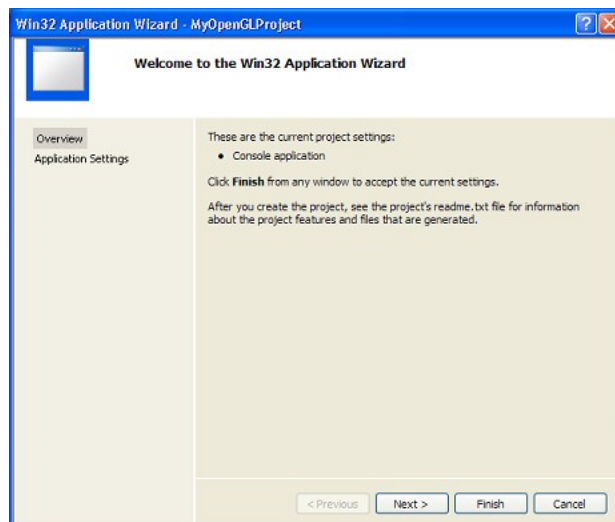 Win32 Application Wizard - MyOpenGLProject
Welcome to the Win32 Application Wizard
Overview
Application Settings
These are the current project settings:
• Console application
Click Finish from any window to accept the current settings.
After you create the project, see the project's readme.txt file for information
about the project features and files that are generated.
< Previous
Next >
Finish
Cancel